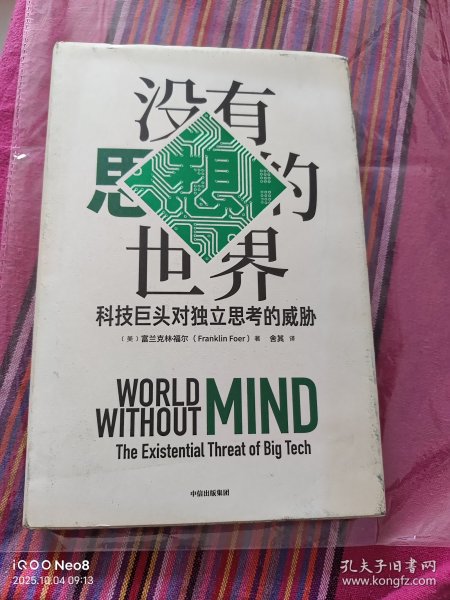 没有
思想的
世界
科技巨头对独立思考的威胁
（美）富兰克林·福尔（Franklin Foer） 著 舍其 译
WORLD
WITHOUT MIND
The Existential Threat of Big Tech
中信出版集团
iQOO Neo8
2025.10.04 09:13
孔夫子旧书网
www.kongfz.com